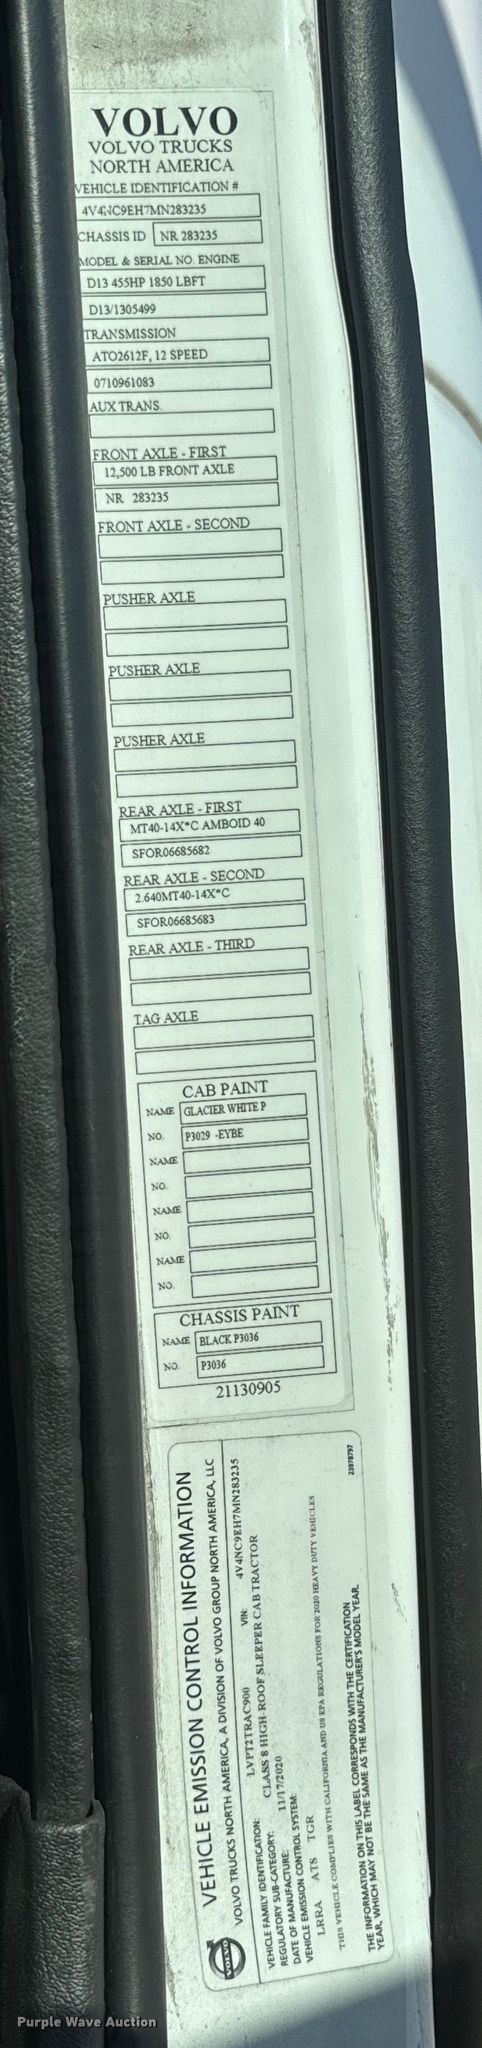 VOLVO
VOLVO TRUCKS
NORTH AMERICA
VEHICLE IDENTIFICATION #
4V4NC9EH7MN283235
CHASSIS ID NR 283235
MODEL & SERIAL NO. ENGINE
D13 455HP 1850 LBFT
D13/1305499
TRANSMISSION
ATO2612F, 12 SPEED
0710961083
AUX TRANS.
FRONT AXLE - FIRST
12,500 LB FRONT AXLE
NR 283235
FRONT AXLE - SECOND
PUSHER AXLE
PUSHER AXLE
PUSHER AXLE
REAR AXLE - FIRST
MT40-14X*C AMBOID 40
SFOR06685682
REAR AXLE - SECOND
2.640MT40-14X*C
SFOR06685683
REAR AXLE - THIRD
TAG AXLE
CAB PAINT
NAME GLACIER WHITE P
NO. P3029 -EYBE
NAME
NO.
NAME
NO.
NAME
NO.
CHASSIS PAINT
NAME BLACK P3036
NO. P3036
21130905
VEHICLE EMISSION CONTROL INFORMATION
VOLVO TRUCKS NORTH AMERICA, A DIVISION OF VOLVO GROUP NORTH AMERICA, LLC
VOLVO
VEHICLE FAMILY IDENTIFICATION: LVPT2TRAC900 VIN: 4V4NC9EH7MN283235
REGULATORY SUB-CATEGORY: CLASS 8 HIGH-ROOF SLEEPER CAB TRACTOR
DATE OF MANUFACTURE: 11/17/2020
VEHICLE EMISSION CONTROL SYSTEM:
LRRA ATS TGR
THIS VEHICLE COMPLIES WITH CALIFORNIA AND US EPA REGULATIONS FOR 2020 HEAVY DUTY VEHICLES
THE INFORMATION ON THIS LABEL CORRESPONDS WITH THE CERTIFICATION
YEAR, WHICH MAY NOT BE THE SAME AS THE MANUFACTURER'S MODEL YEAR.
23978797
Purple Wave Auction